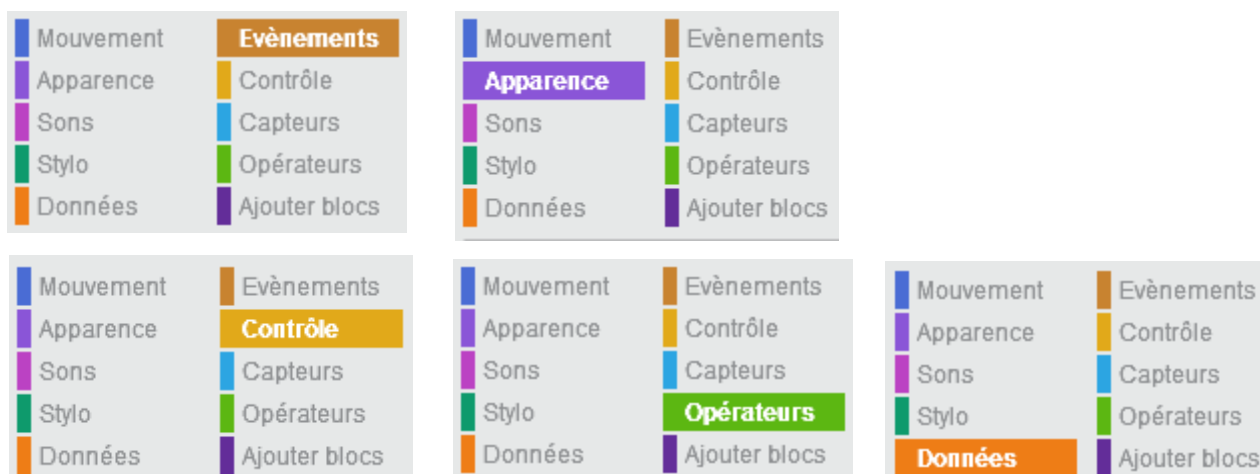 Mouvement Evènements
Apparence Contrôle
Sons Capteurs
Stylo Opérateurs
Données Ajouter blocs
Mouvement Evènements
Apparence Contrôle
Sons Capteurs
Stylo Opérateurs
Données Ajouter blocs
Mouvement Evènements
Apparence Contrôle
Sons Capteurs
Stylo Opérateurs
Données Ajouter blocs
Mouvement Evènements
Apparence Contrôle
Sons Capteurs
Stylo Opérateurs
Données Ajouter blocs
Mouvement Evènements
Apparence Contrôle
Sons Capteurs
Stylo Opérateurs
Données Ajouter blocs